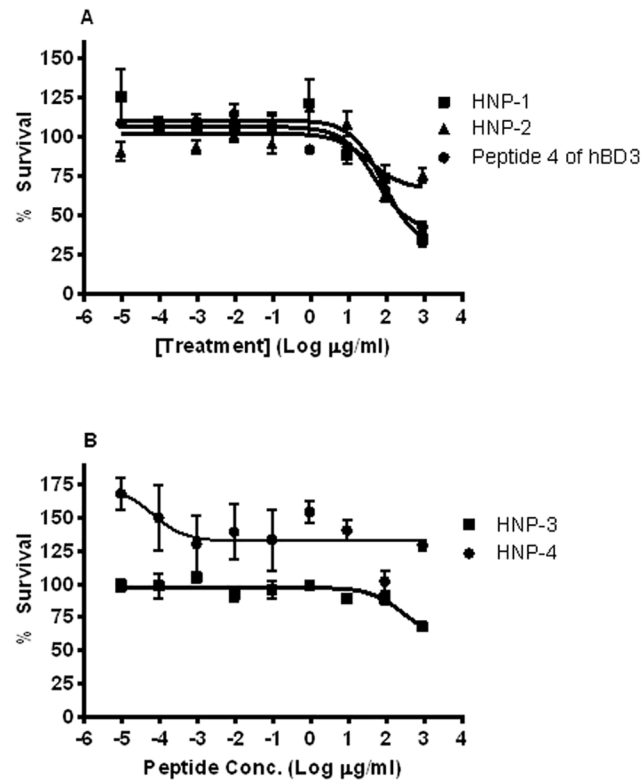 A
150
125
100
75
50
25
0
% Survival
-6 -5 -4 -3 -2 -1 0 1 2 3 4
[Treatment] (Log µg/ml)
HNP-1
HNP-2
Peptide 4 of hBD3
B
175
150
125
100
75
50
25
0
% Survival
-6 -5 -4 -3 -2 -1 0 1 2 3 4
Peptide Conc. (Log µg/ml)
HNP-3
HNP-4